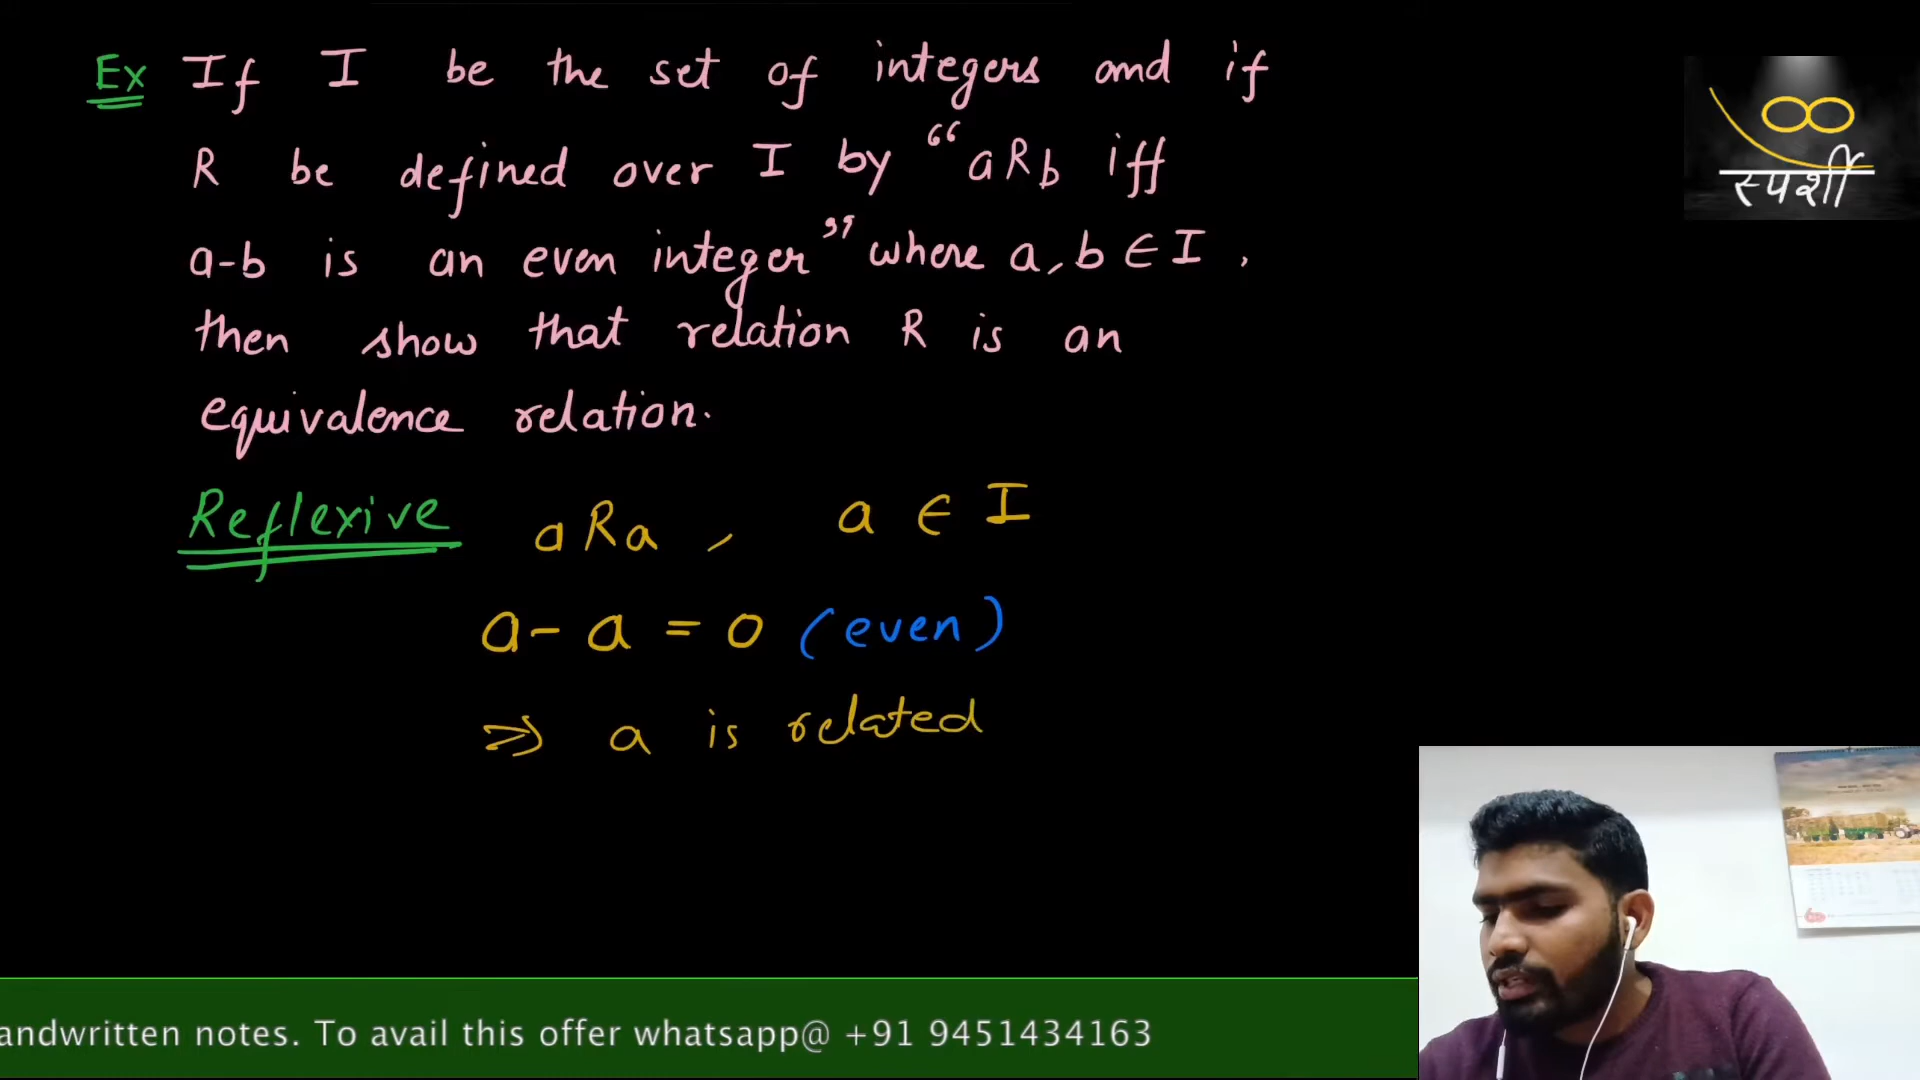 Ex If I be the set of integers and if
R be defined over I by "aRb iff
a-b is an even integer" where a, b ∈ I,
then show that relation R is an
equivalence relation.
Reflexive aRa, a ∈ I
a - a = 0 (even)
⇒ a is related
स्पर्शी
andwritten notes. To avail this offer whatsapp@ +91 9451434163